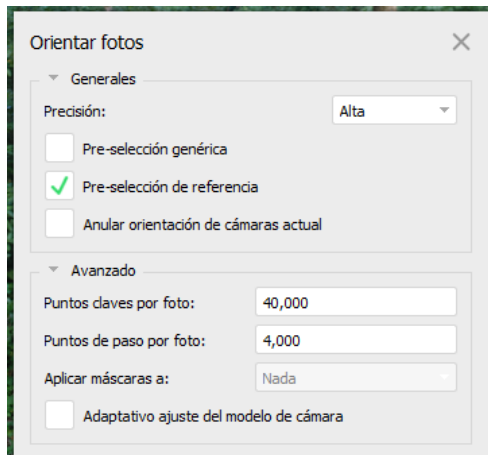 Orientar fotos
Generales
Precisión: Alta
Pre-selección genérica
Pre-selección de referencia
Anular orientación de cámaras actual
Avanzado
Puntos claves por foto: 40,000
Puntos de paso por foto: 4,000
Aplicar máscaras a: Nada
Adaptativo ajuste del modelo de cámara